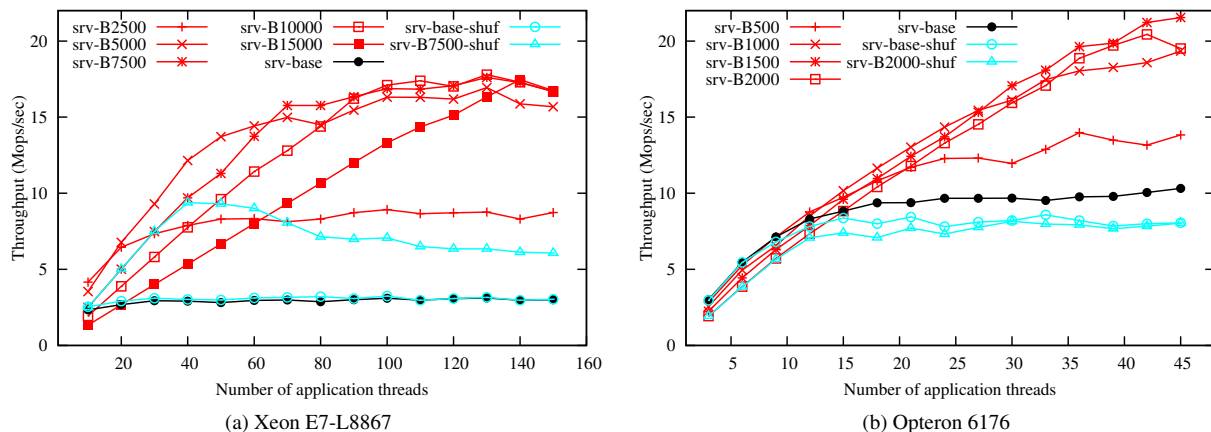 srv-B2500
srv-B5000
srv-B7500
srv-B10000
srv-B15000
srv-base-shuf
srv-B7500-shuf
srv-base
Throughput (Mops/sec)
20
15
10
5
0
20 40 60 80 100 120 140 160
Number of application threads
(a) Xeon E7-L8867
srv-B500
srv-B1000
srv-B1500
srv-B2000
srv-base
srv-base-shuf
srv-B2000-shuf
Throughput (Mops/sec)
20
15
10
5
0
5 10 15 20 25 30 35 40 45
Number of application threads
(b) Opteron 6176